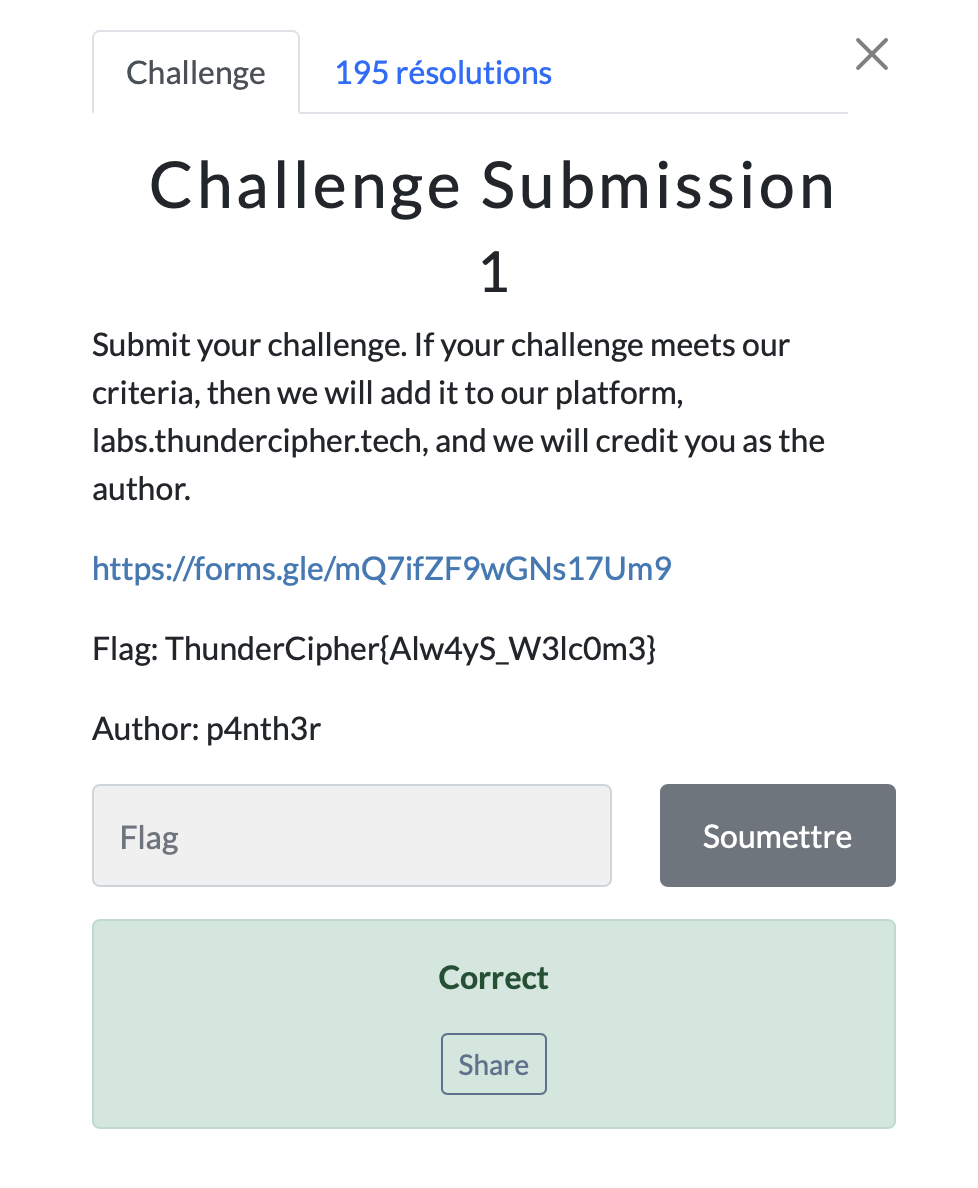 Challenge
195 résolutions
Challenge Submission
1
Submit your challenge. If your challenge meets our
criteria, then we will add it to our platform,
labs.thundercipher.tech, and we will credit you as the
author.
https://forms.gle/mQ7ifZF9wGNs17Um9
Flag: ThunderCipher{Alw4yS_W3lc0m3}
Author: p4nth3r
Flag
Soumettre
Correct
Share